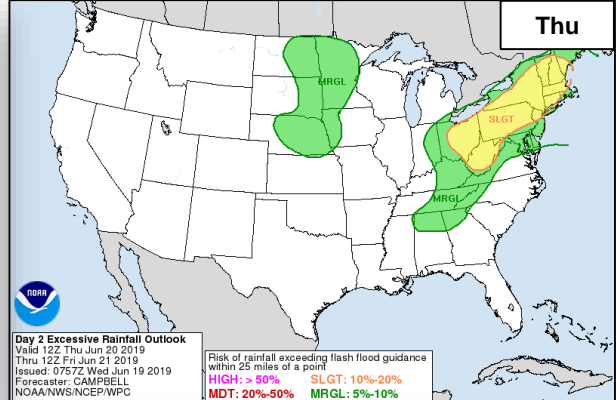 Thu
MRGL
SLGT
MRGL
NOAA
Day 2 Excessive Rainfall Outlook
Valid 12Z Thu Jun 20 2019
Thru 12Z Fri Jun 21 2019
Issued: 0757Z Wed Jun 19 2019
Forecaster: CAMPBELL
NOAA/NWS/NCEP/WPC
Risk of rainfall exceeding flash flood guidance
within 25 miles of a point
HIGH: > 50% SLGT: 10%-20%
MDT: 20%-50% MRGL: 5%-10%